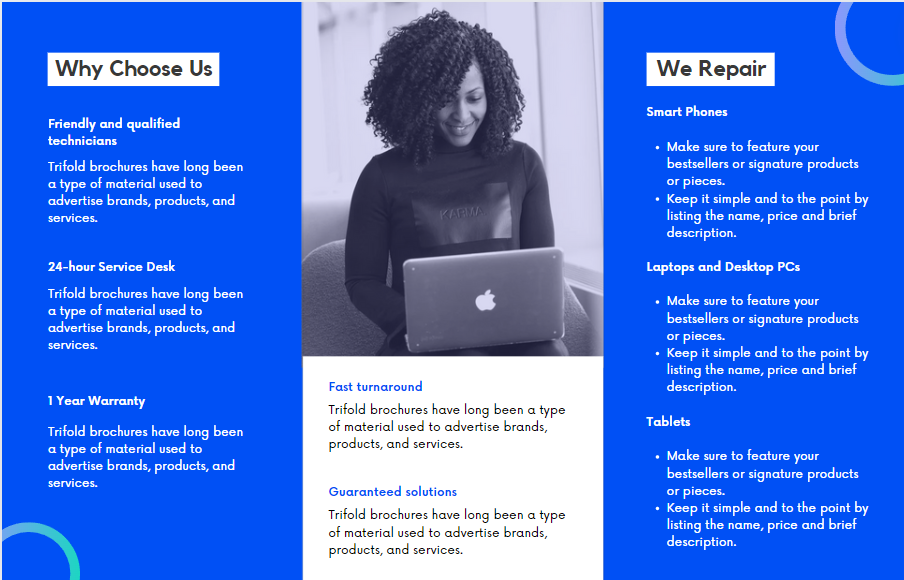 Why Choose Us
Friendly and qualified
technicians
Trifold brochures have long been
a type of material used to
advertise brands, products, and
services.
24-hour Service Desk
Trifold brochures have long been
a type of material used to
advertise brands, products, and
services.
1 Year Warranty
Trifold brochures have long been
a type of material used to
advertise brands, products, and
services.
KARMA
Fast turnaround
Trifold brochures have long been a type
of material used to advertise brands,
products, and services.
Guaranteed solutions
Trifold brochures have long been a type
of material used to advertise brands,
products, and services.
We Repair
Smart Phones
• Make sure to feature your
bestsellers or signature products
or pieces.
• Keep it simple and to the point by
listing the name, price and brief
description.
Laptops and Desktop PCs
• Make sure to feature your
bestsellers or signature products
or pieces.
• Keep it simple and to the point by
listing the name, price and brief
description.
Tablets
• Make sure to feature your
bestsellers or signature products
or pieces.
• Keep it simple and to the point by
listing the name, price and brief
description.